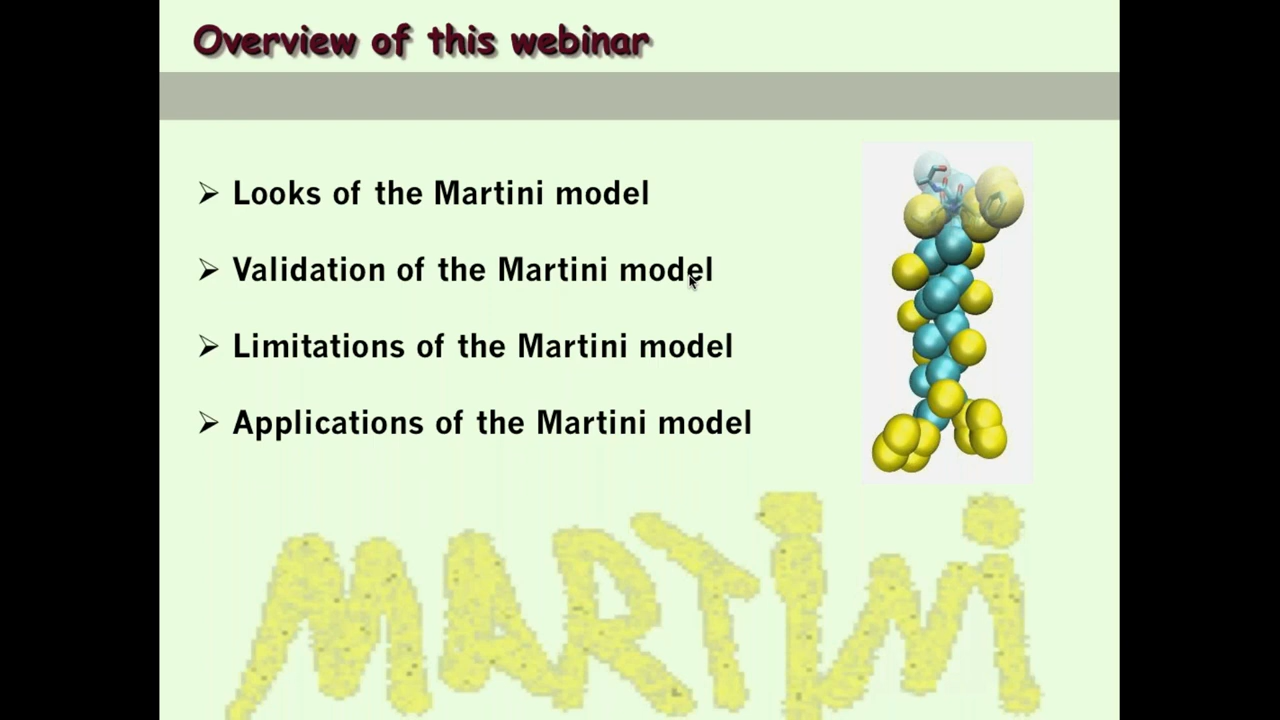 Overview of this webinar
➢ Looks of the Martini model
➢ Validation of the Martini model
➢ Limitations of the Martini model
➢ Applications of the Martini model
MARTINI